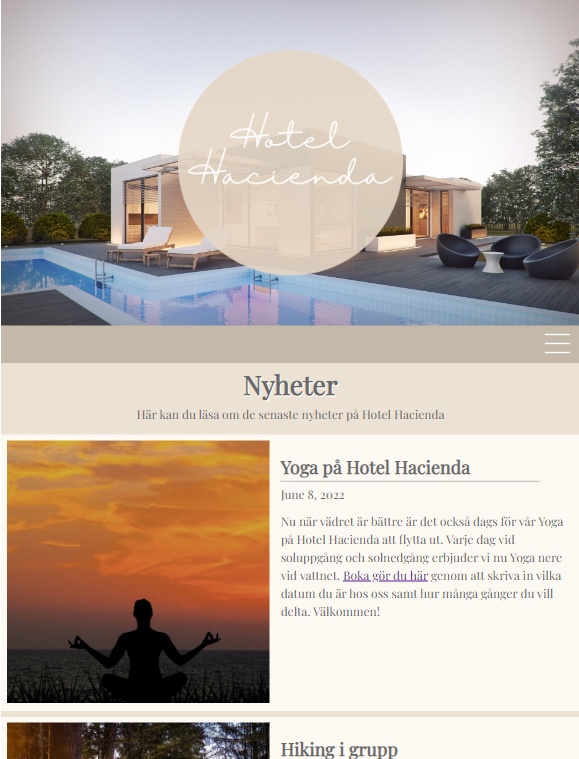 Hotel
Hacienda
Nyheter
Här kan du läsa om de senaste nyheter på Hotel Hacienda
Yoga på Hotel Hacienda
June 8, 2022
Nu när vädret är bättre är det också dags för vår Yoga
på Hotel Hacienda att flytta ut. Varje dag vid
soluppgång och solnedgång erbjuder vi nu Yoga nere
vid vattnet. Boka gör du här genom att skriva in vilka
datum du är hos oss samt hur många gånger du vill
delta. Välkommen!
Hiking i grupp